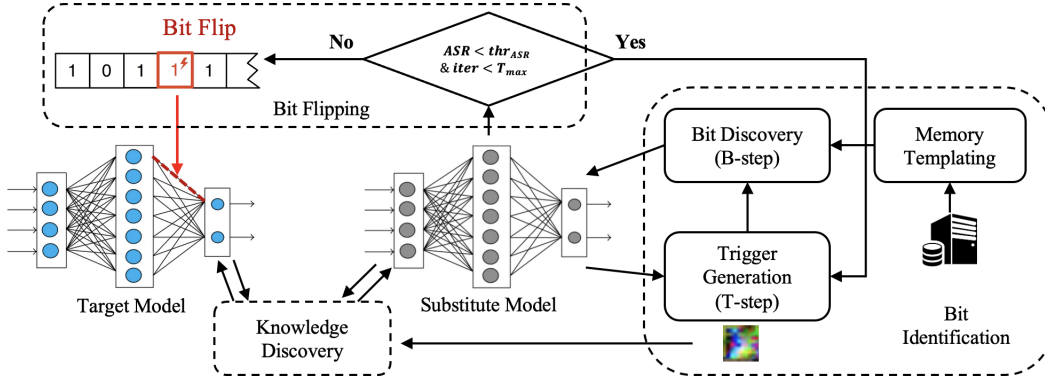 Bit Flip
1 0 1 1 1
No
ASR < thr_ASR
& iter < T_max
Yes
Bit Flipping
Bit Discovery
(B-step)
Memory
Templating
Target Model
Substitute Model
Trigger
Generation
(T-step)
Knowledge
Discovery
Bit
Identification